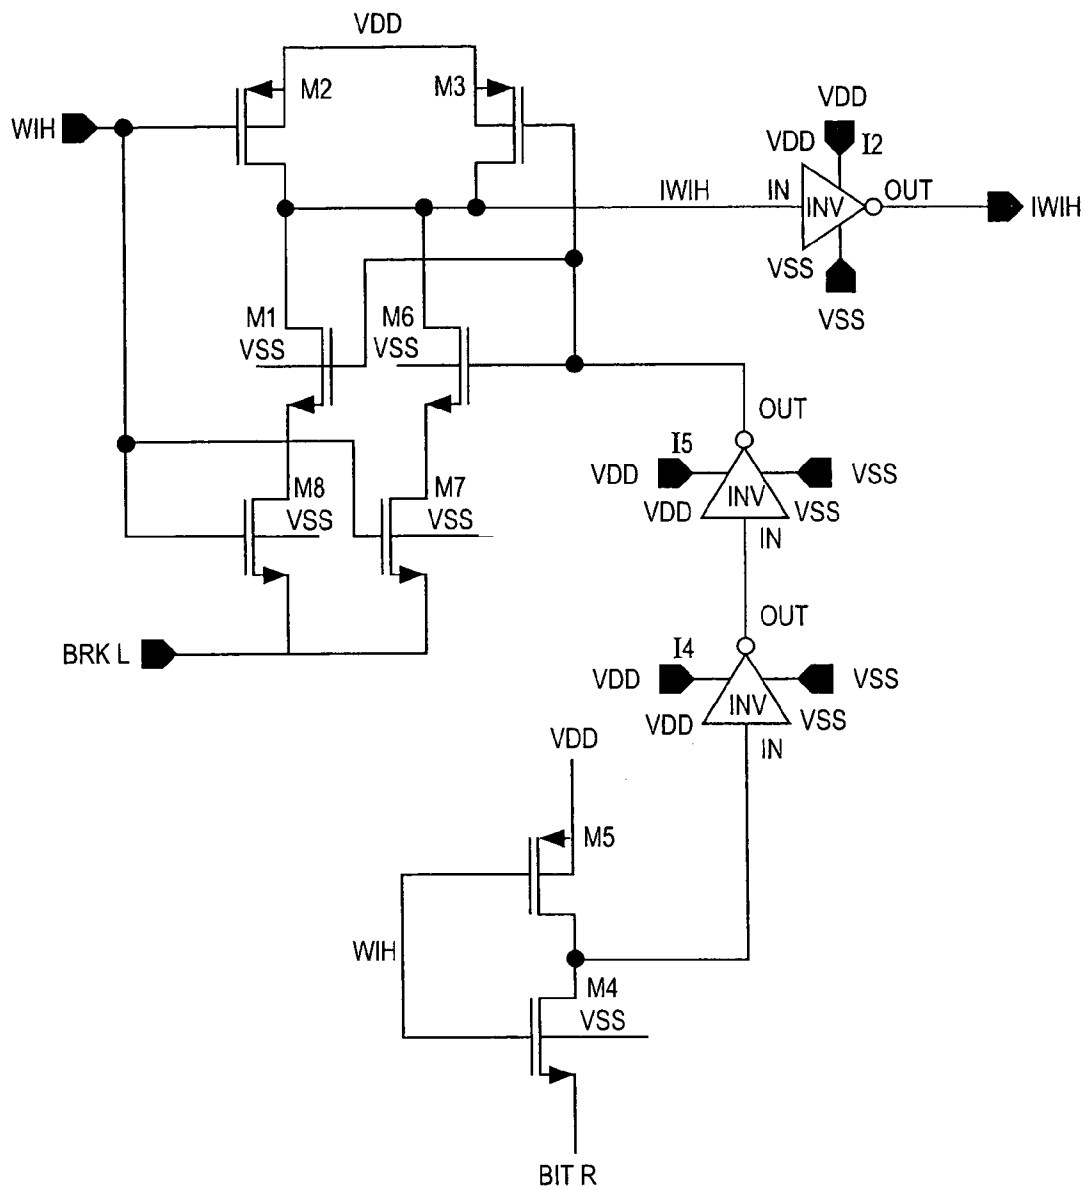 VDD
M2
M3
WIH
VDD
VDD
I2
IWIH
IN
INV
OUT
IWIH
VSS
VSS
M1
VSS
M6
VSS
OUT
I5
VDD
VSS
INV
VDD
VSS
IN
M8
VSS
M7
VSS
OUT
BRK L
I4
VDD
VSS
INV
VDD
VSS
IN
VDD
M5
WIH
M4
VSS
BIT R